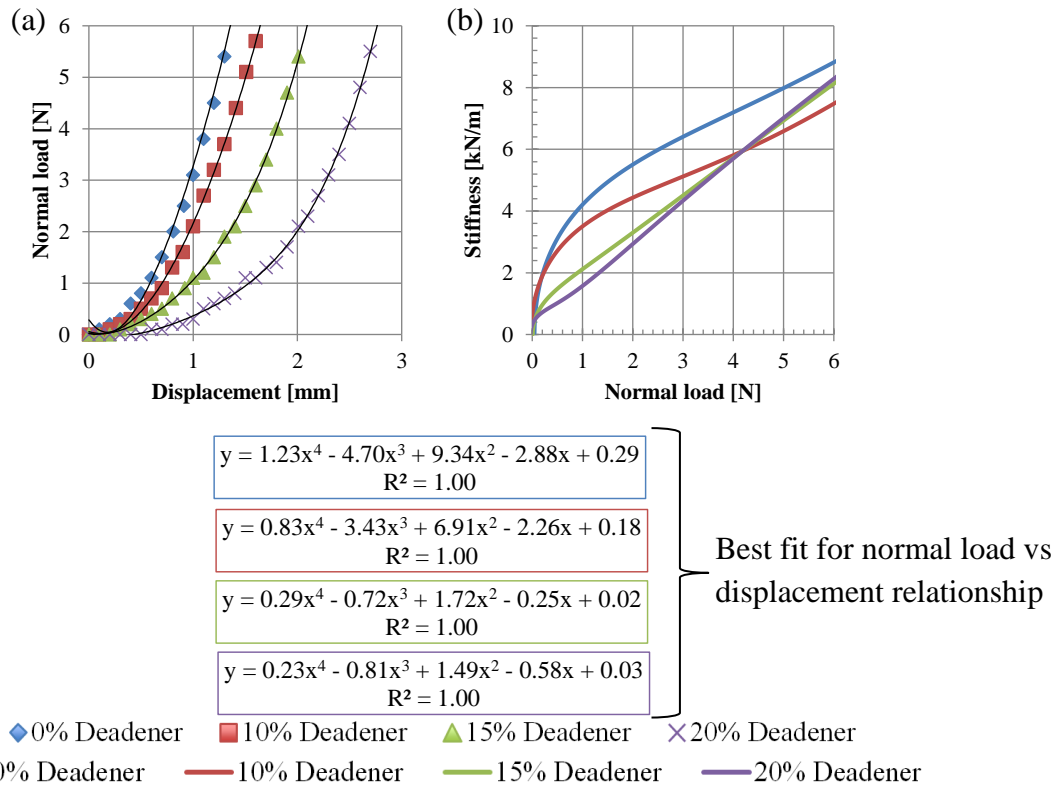 (a)
6
5
4
3
2
1
0
Normal load [N]
0 1 2 3
Displacement [mm]
(b)
10
8
6
4
2
0
Stiffness [kN/m]
0 1 2 3 4 5 6
Normal load [N]
y = 1.23x⁴ - 4.70x³ + 9.34x² - 2.88x + 0.29
R² = 1.00
y = 0.83x⁴ - 3.43x³ + 6.91x² - 2.26x + 0.18
R² = 1.00
y = 0.29x⁴ - 0.72x³ + 1.72x² - 0.25x + 0.02
R² = 1.00
y = 0.23x⁴ - 0.81x³ + 1.49x² - 0.58x + 0.03
R² = 1.00
Best fit for normal load vs
displacement relationship
0% Deadener 10% Deadener 15% Deadener 20% Deadener
0% Deadener 10% Deadener 15% Deadener 20% Deadener